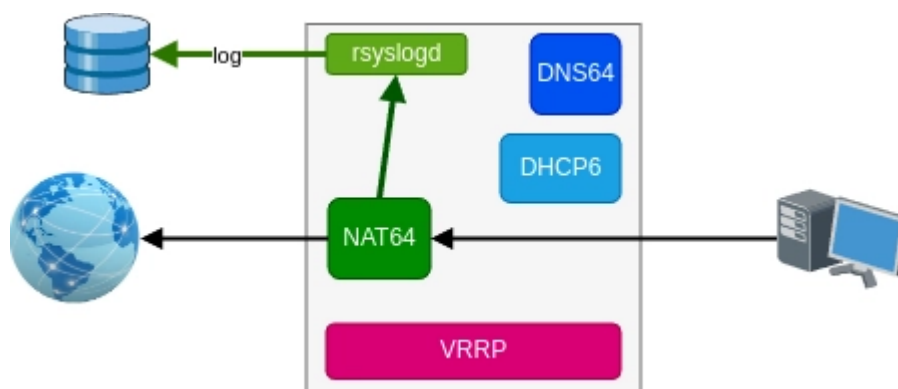 rsyslogd
log
DNS64
DHCP6
NAT64
VRRP